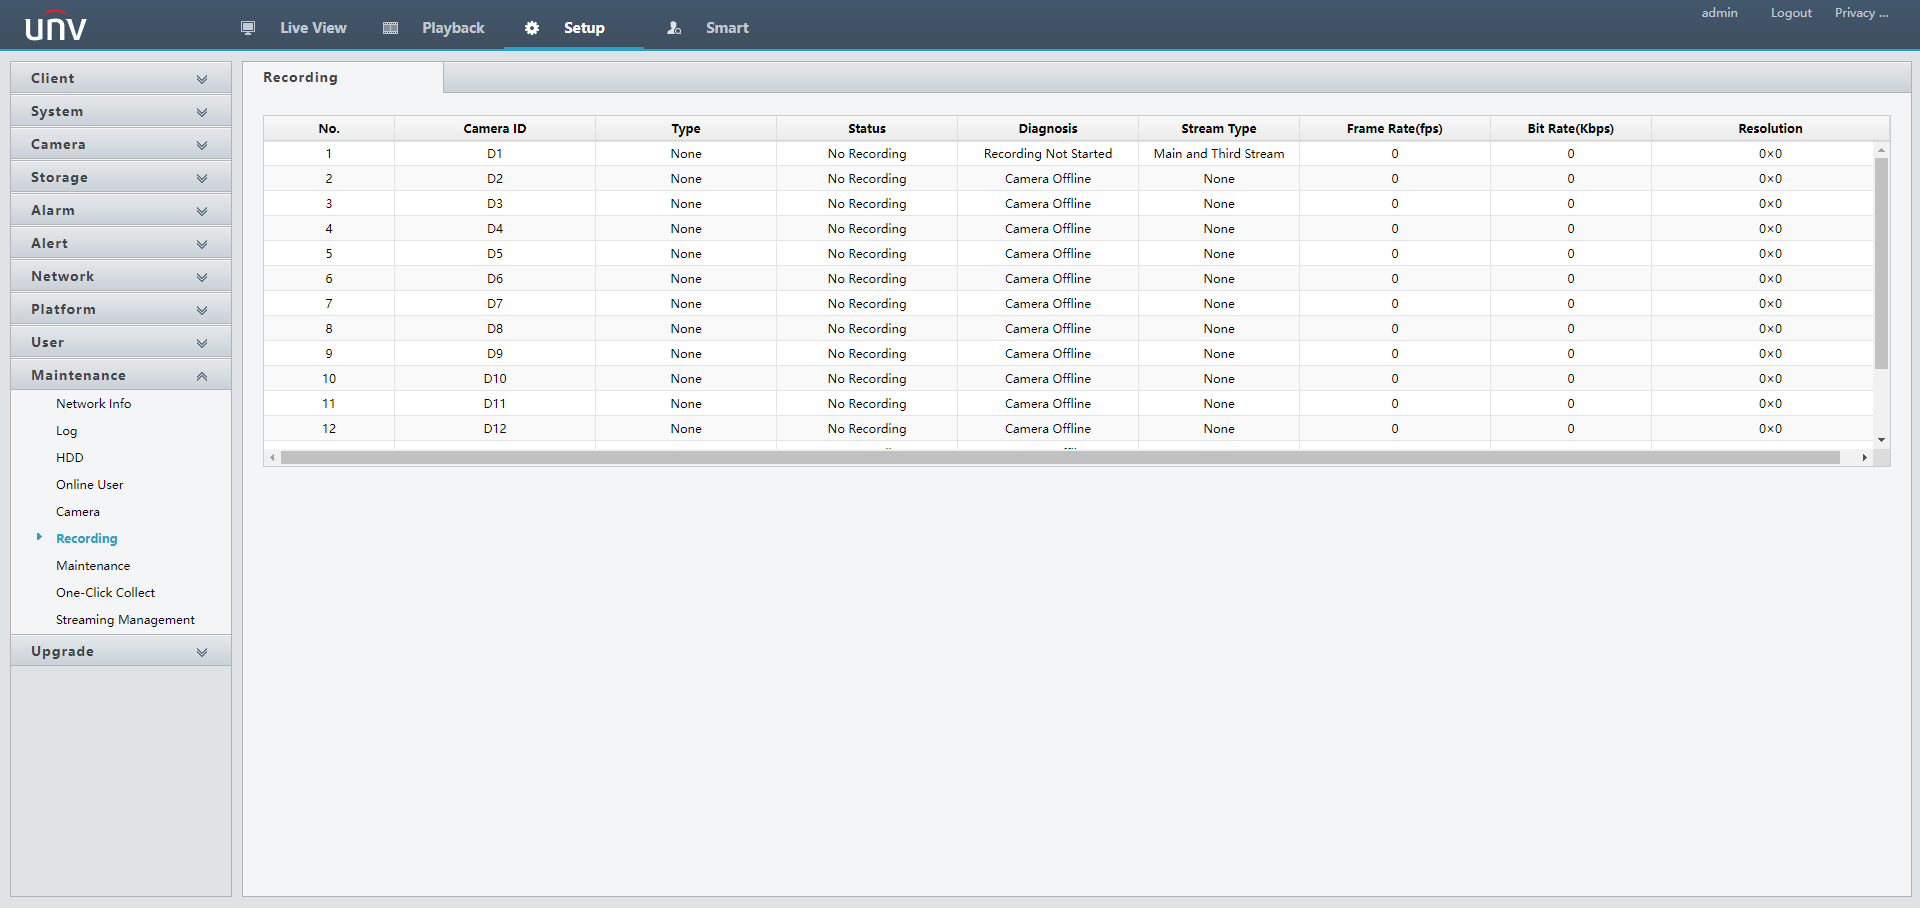 unv
Live View
Playback
Setup
Smart
admin
Logout
Privacy ...
Client
System
Camera
Storage
Alarm
Alert
Network
Platform
User
Maintenance
Network Info
Log
HDD
Online User
Camera
Recording
Maintenance
One-Click Collect
Streaming Management
Upgrade
Recording
No. Camera ID Type Status Diagnosis Stream Type Frame Rate(fps) Bit Rate(Kbps) Resolution
1 D1 None No Recording Recording Not Started Main and Third Stream 0 0 0×0
2 D2 None No Recording Camera Offline None 0 0 0×0
3 D3 None No Recording Camera Offline None 0 0 0×0
4 D4 None No Recording Camera Offline None 0 0 0×0
5 D5 None No Recording Camera Offline None 0 0 0×0
6 D6 None No Recording Camera Offline None 0 0 0×0
7 D7 None No Recording Camera Offline None 0 0 0×0
8 D8 None No Recording Camera Offline None 0 0 0×0
9 D9 None No Recording Camera Offline None 0 0 0×0
10 D10 None No Recording Camera Offline None 0 0 0×0
11 D11 None No Recording Camera Offline None 0 0 0×0
12 D12 None No Recording Camera Offline None 0 0 0×0